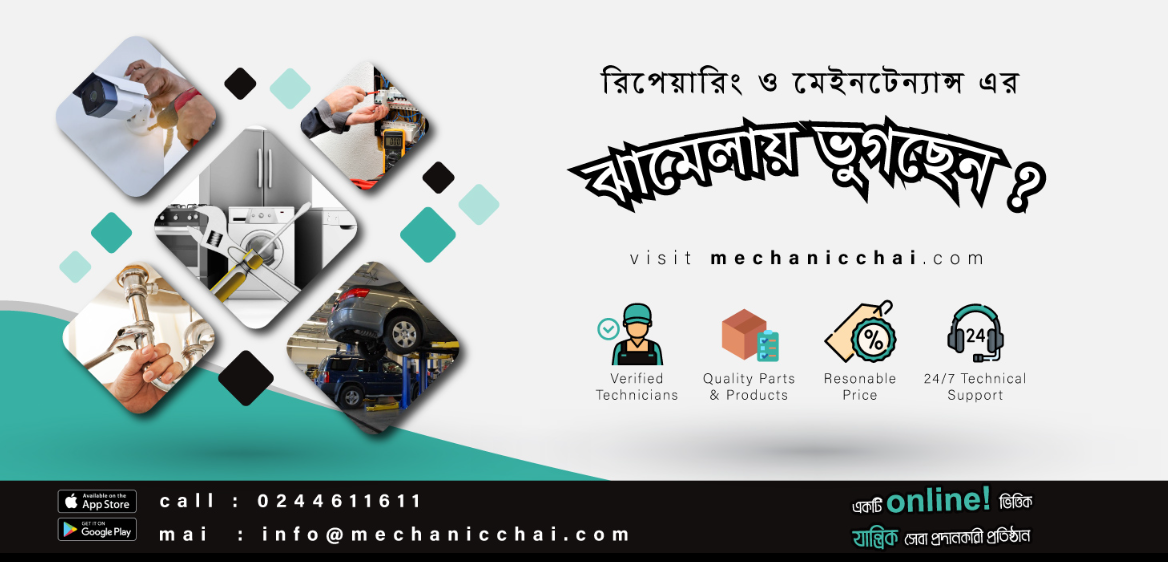 রিপেয়ারিং ও মেইনটেন্যান্স এর
ঝামেলায় ভুগছেন ?
visit mechanicchai.com
24
%
Verified
Technicians
Quality Parts
& Products
Resonable
Price
24/7 Technical
Support
Available on the
App Store
GET IT ON
Google Play
call : 0244611611
mai : info@mechanicchai.com
একটি online! ভিত্তিক
যান্ত্রিক সেবা প্রদানকারী প্রতিষ্ঠান